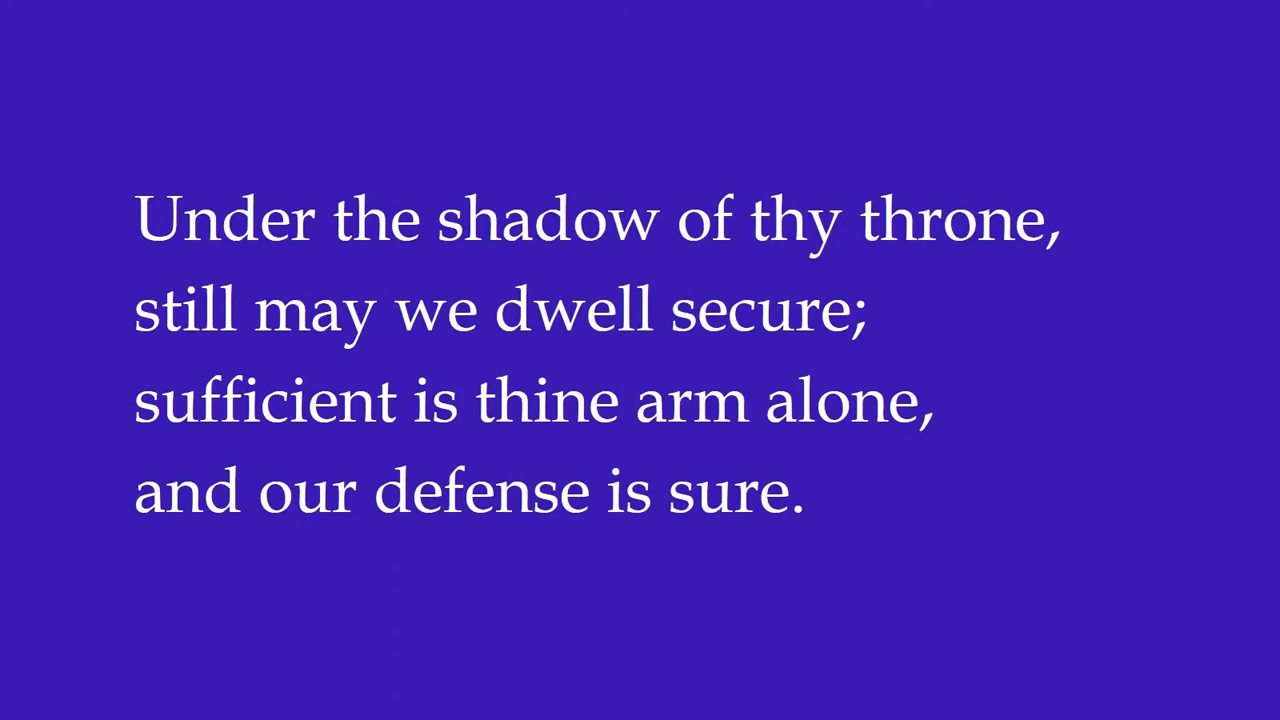 Under the shadow of thy throne,
still may we dwell secure;
sufficient is thine arm alone,
and our defense is sure.